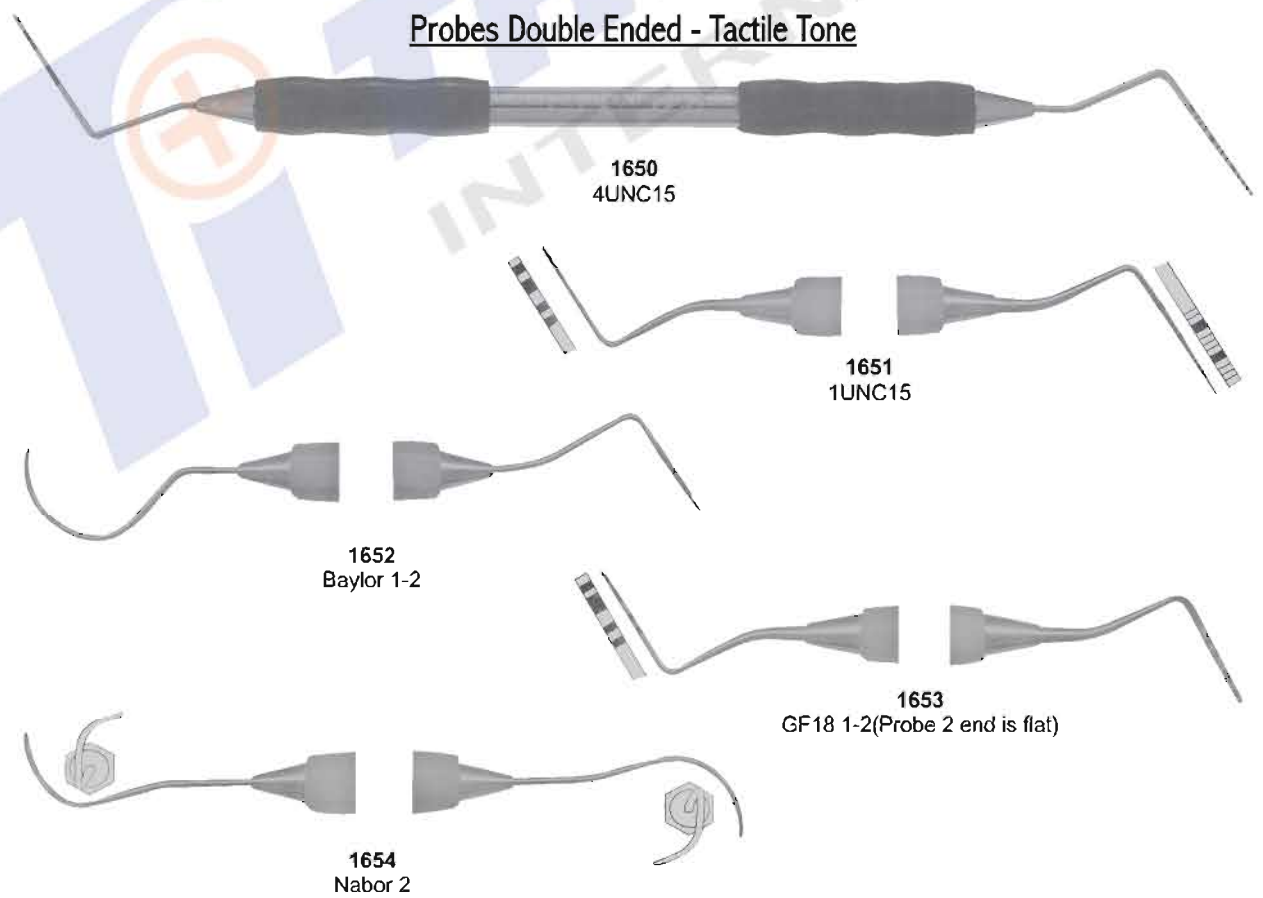 Probes Double Ended - Tactile Tone
1650
4UNC15
1651
1UNC15
1652
Baylor 1-2
1653
GF18 1-2(Probe 2 end is flat)
1654
Nabor 2